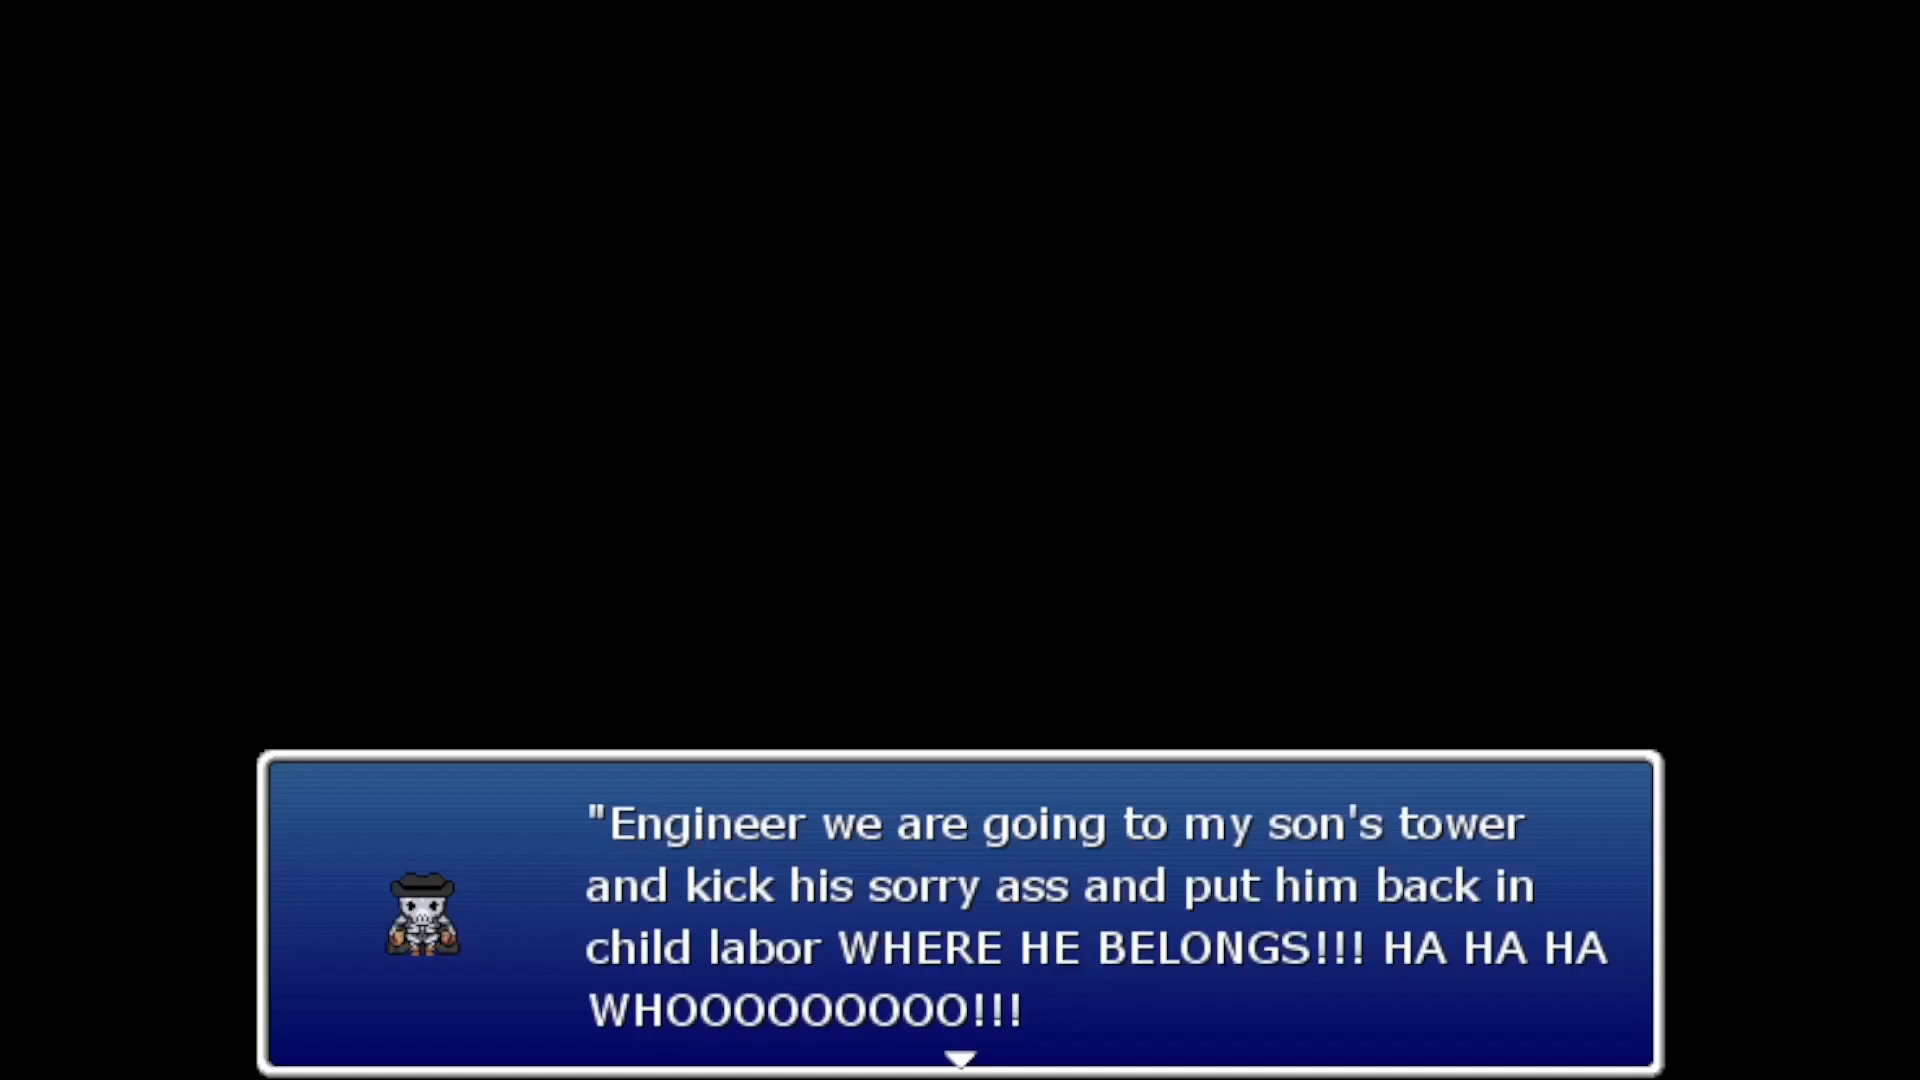 "Engineer we are going to my son's tower
and kick his sorry ass and put him back in
child labor WHERE HE BELONGS!!! HA HA HA
WHOOOOOOOOO!!!